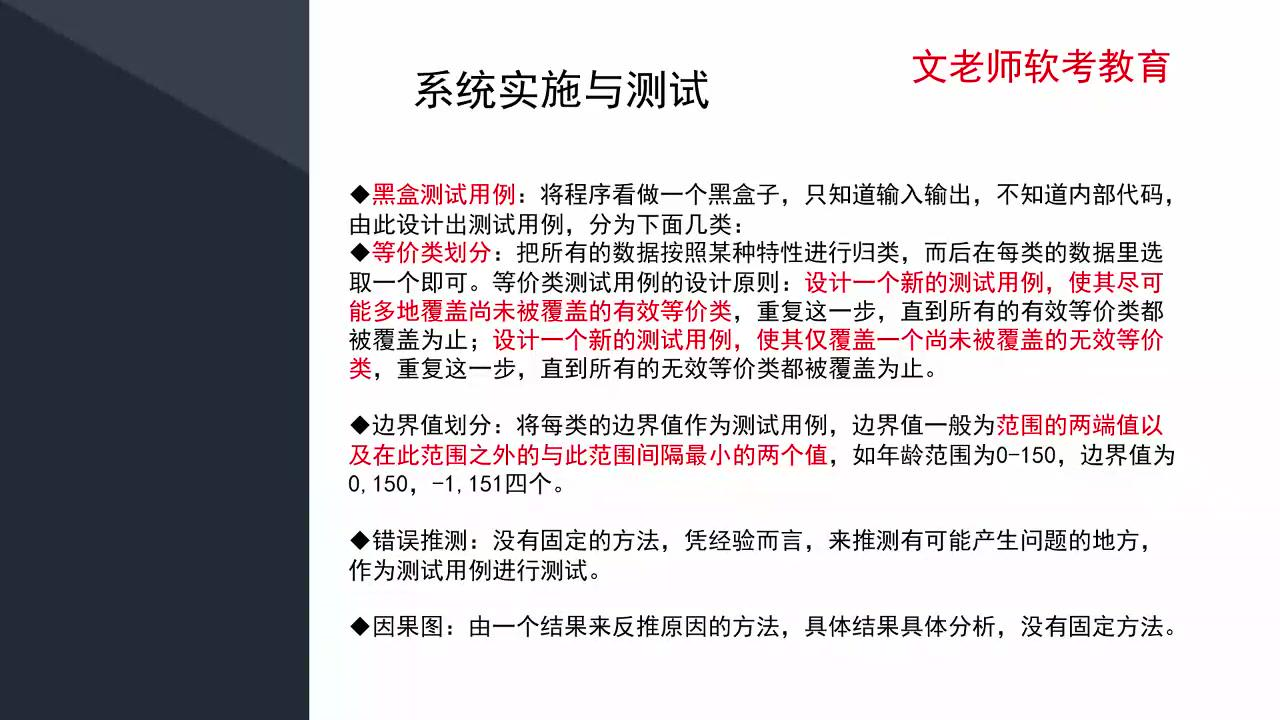 文老师软考教育
系统实施与测试
◆黑盒测试用例：将程序看做一个黑盒子，只知道输入输出，不知道内部代码，
由此设计出测试用例，分为下面几类：
◆等价类划分：把所有的数据按照某种特性进行归类，而后在每类的数据里选
取一个即可。等价类测试用例的设计原则：设计一个新的测试用例，使其尽可
能多地覆盖尚未被覆盖的有效等价类，重复这一步，直到所有的有效等价类都
被覆盖为止；设计一个新的测试用例，使其仅覆盖一个尚未被覆盖的无效等价
类，重复这一步，直到所有的无效等价类都被覆盖为止。
◆边界值划分：将每类的边界值作为测试用例，边界值一般为范围的两端值以
及在此范围之外的与此范围间隔最小的两个值，如年龄范围为0-150，边界值为
0,150，-1,151四个。
◆错误推测：没有固定的方法，凭经验而言，来推测有可能产生问题的地方，
作为测试用例进行测试。
◆因果图：由一个结果来反推原因的方法，具体结果具体分析，没有固定方法。